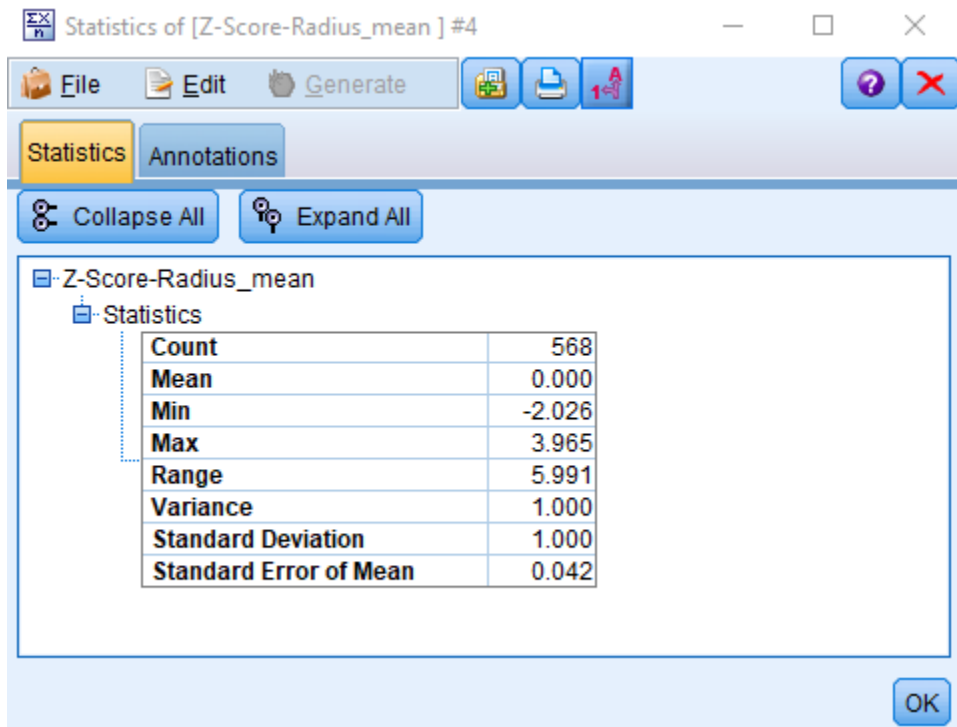 Statistics of [Z-Score-Radius_mean ] #4
File Edit Generate
Statistics Annotations
Collapse All Expand All
Z-Score-Radius_mean
Statistics
Count 568
Mean 0.000
Min -2.026
Max 3.965
Range 5.991
Variance 1.000
Standard Deviation 1.000
Standard Error of Mean 0.042
OK